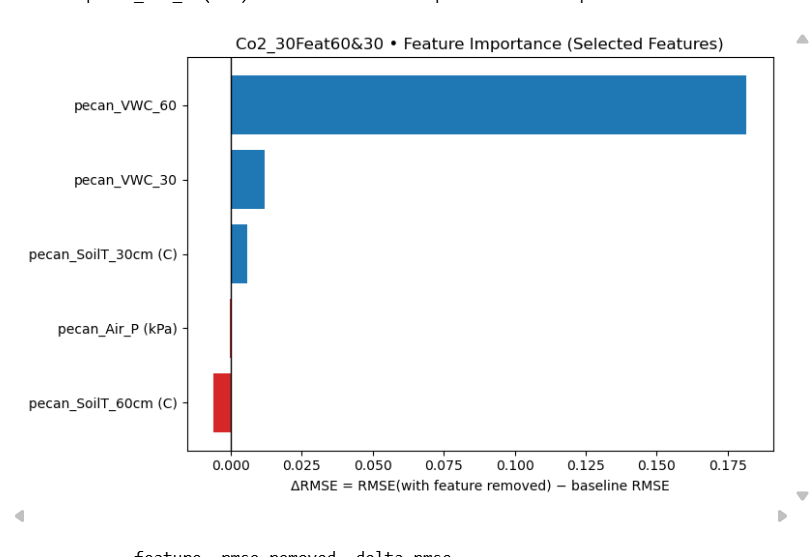 Co2_30Feat60&30 • Feature Importance (Selected Features)
pecan_VWC_60
pecan_VWC_30
pecan_SoilT_30cm (C)
pecan_Air_P (kPa)
pecan_SoilT_60cm (C)
0.000 0.025 0.050 0.075 0.100 0.125 0.150 0.175
ΔRMSE = RMSE(with feature removed) − baseline RMSE
feature rmse_removed delta_rmse